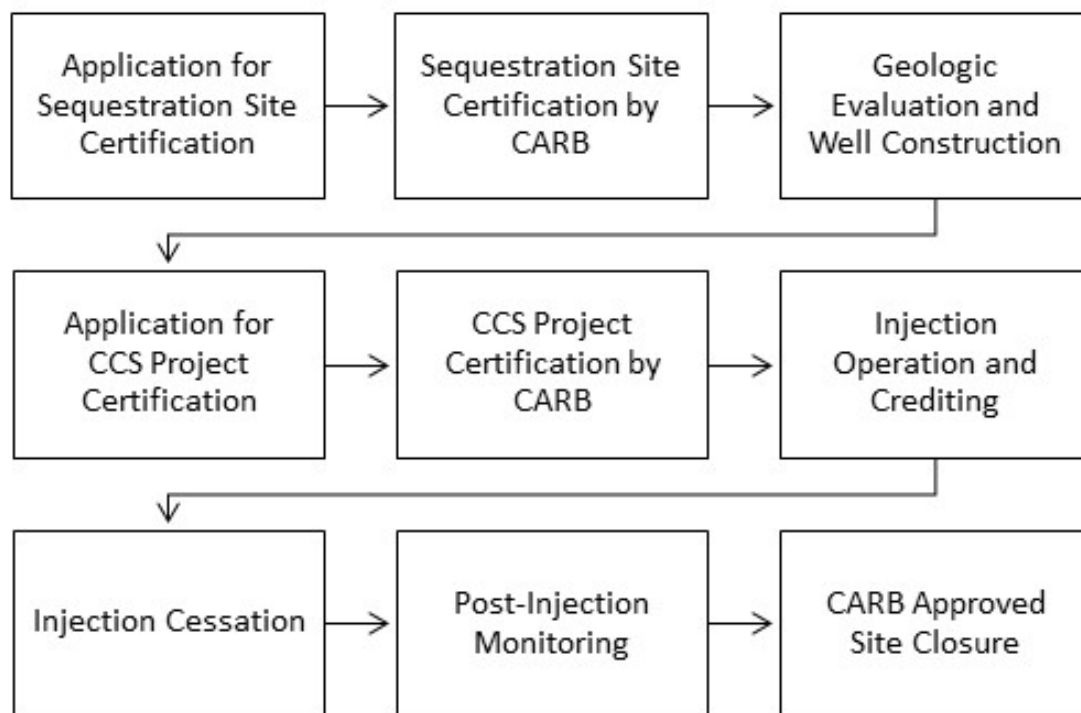 Application for
Sequestration Site
Certification
Sequestration Site
Certification by
CARB
Geologic
Evaluation and
Well Construction
Application for
CCS Project
Certification
CCS Project
Certification by
CARB
Injection
Operation and
Crediting
Injection Cessation
Post-Injection
Monitoring
CARB Approved
Site Closure